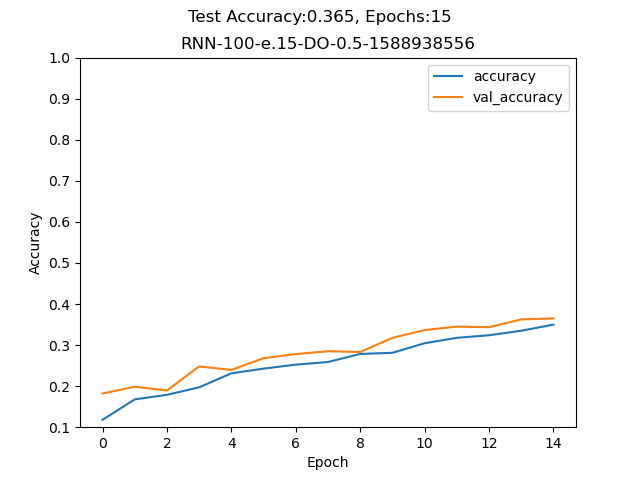 Test Accuracy:0.365, Epochs:15
RNN-100-e.15-DO-0.5-1588938556
accuracy
val_accuracy
1.0
0.9
0.8
0.7
0.6
0.5
0.4
0.3
0.2
0.1
Accuracy
0 2 4 6 8 10 12 14
Epoch